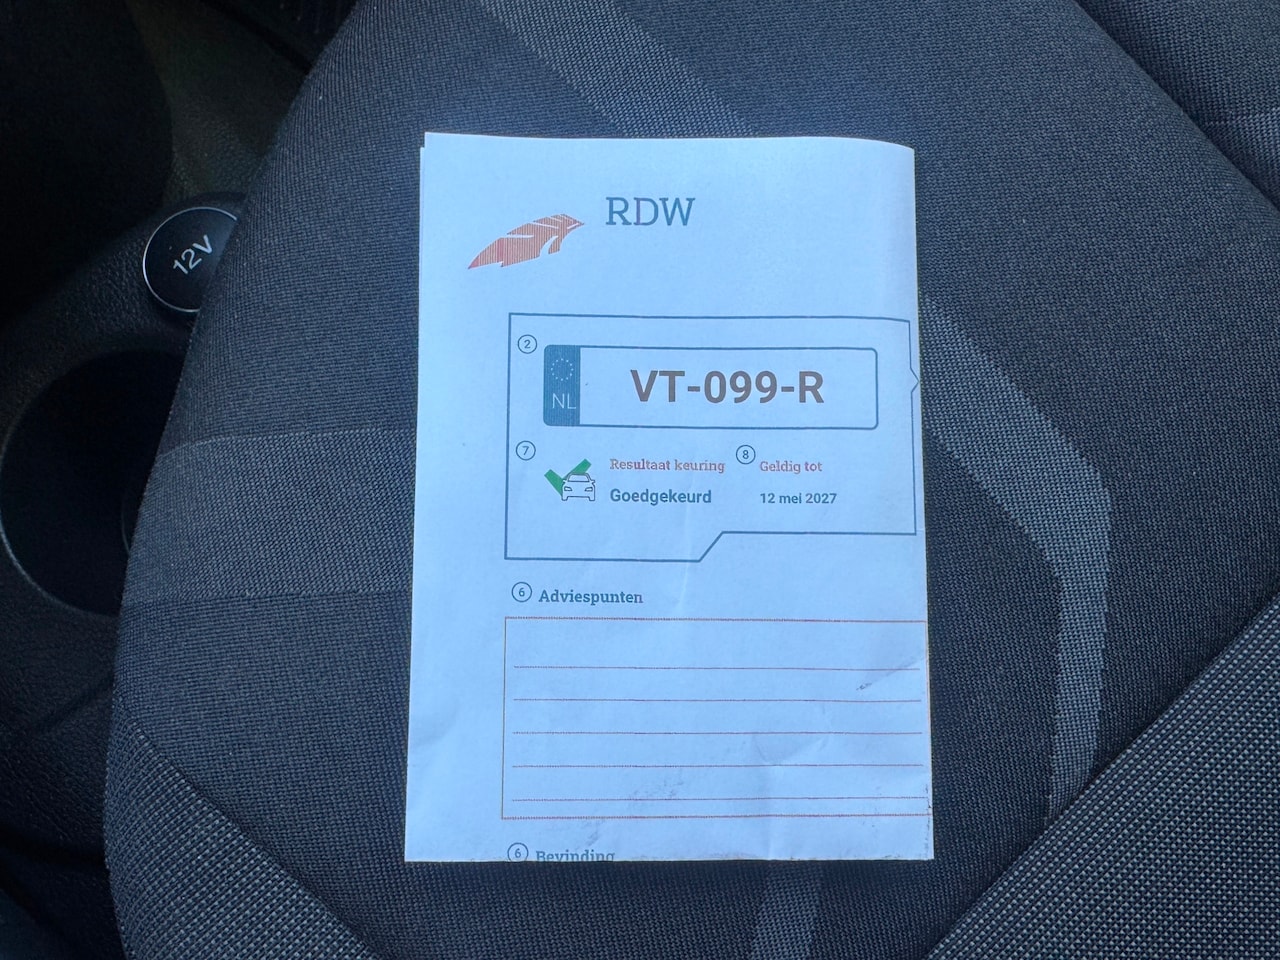 12V
RDW
2
NL
VT-099-R
7
Resultaat keuring
8
Geldig tot
Goedgekeurd
12 mei 2027
6 Adviespunten
6 Bevinding